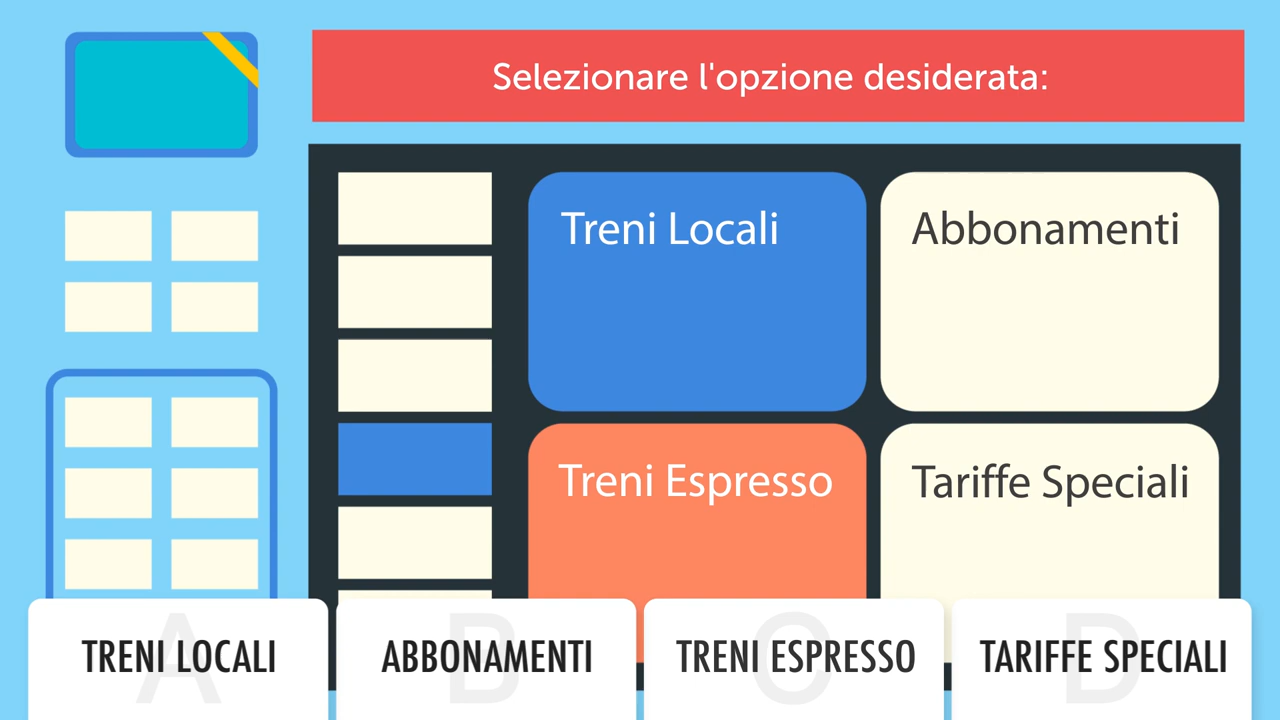 Selezionare l'opzione desiderata:
Treni Locali
Abbonamenti
Treni Espresso
Tariffe Speciali
A
TRENI LOCALI
B
ABBONAMENTI
C
TRENI ESPRESSO
D
TARIFFE SPECIALI